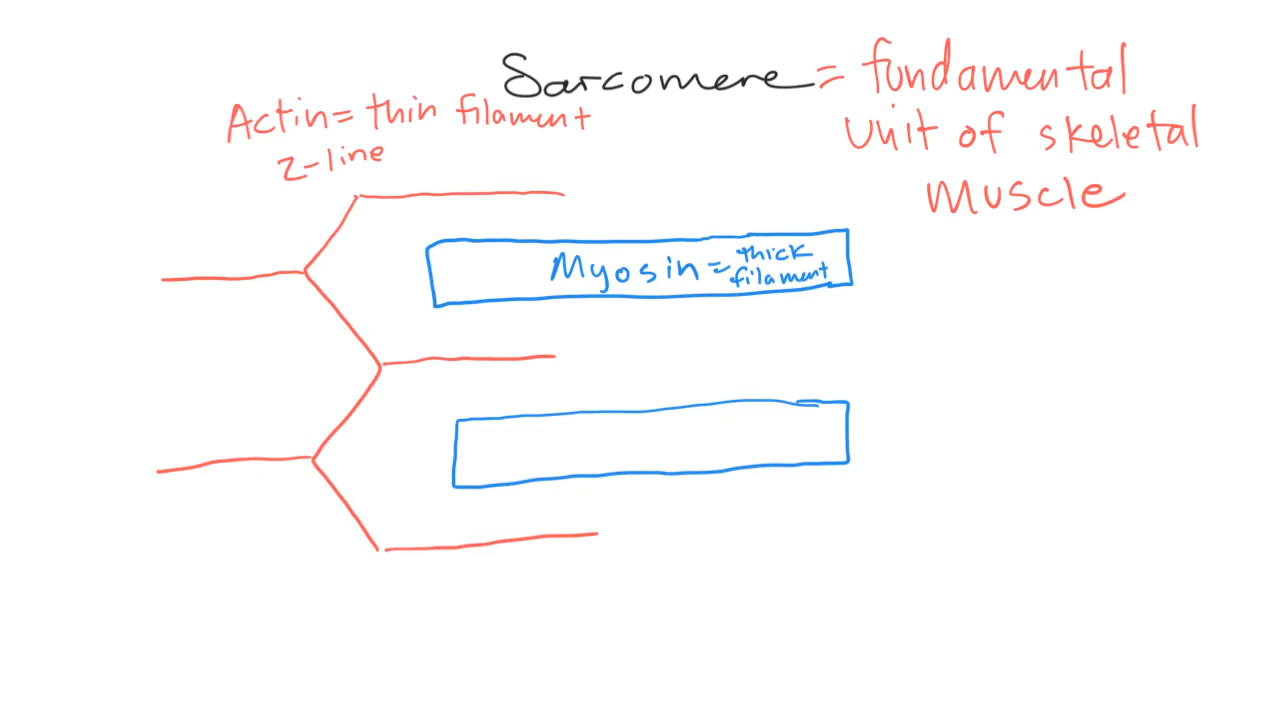 Sarcomere = fundamental
unit of skeletal
muscle
Actin = thin filament
z-line
Myosin = thick
filament